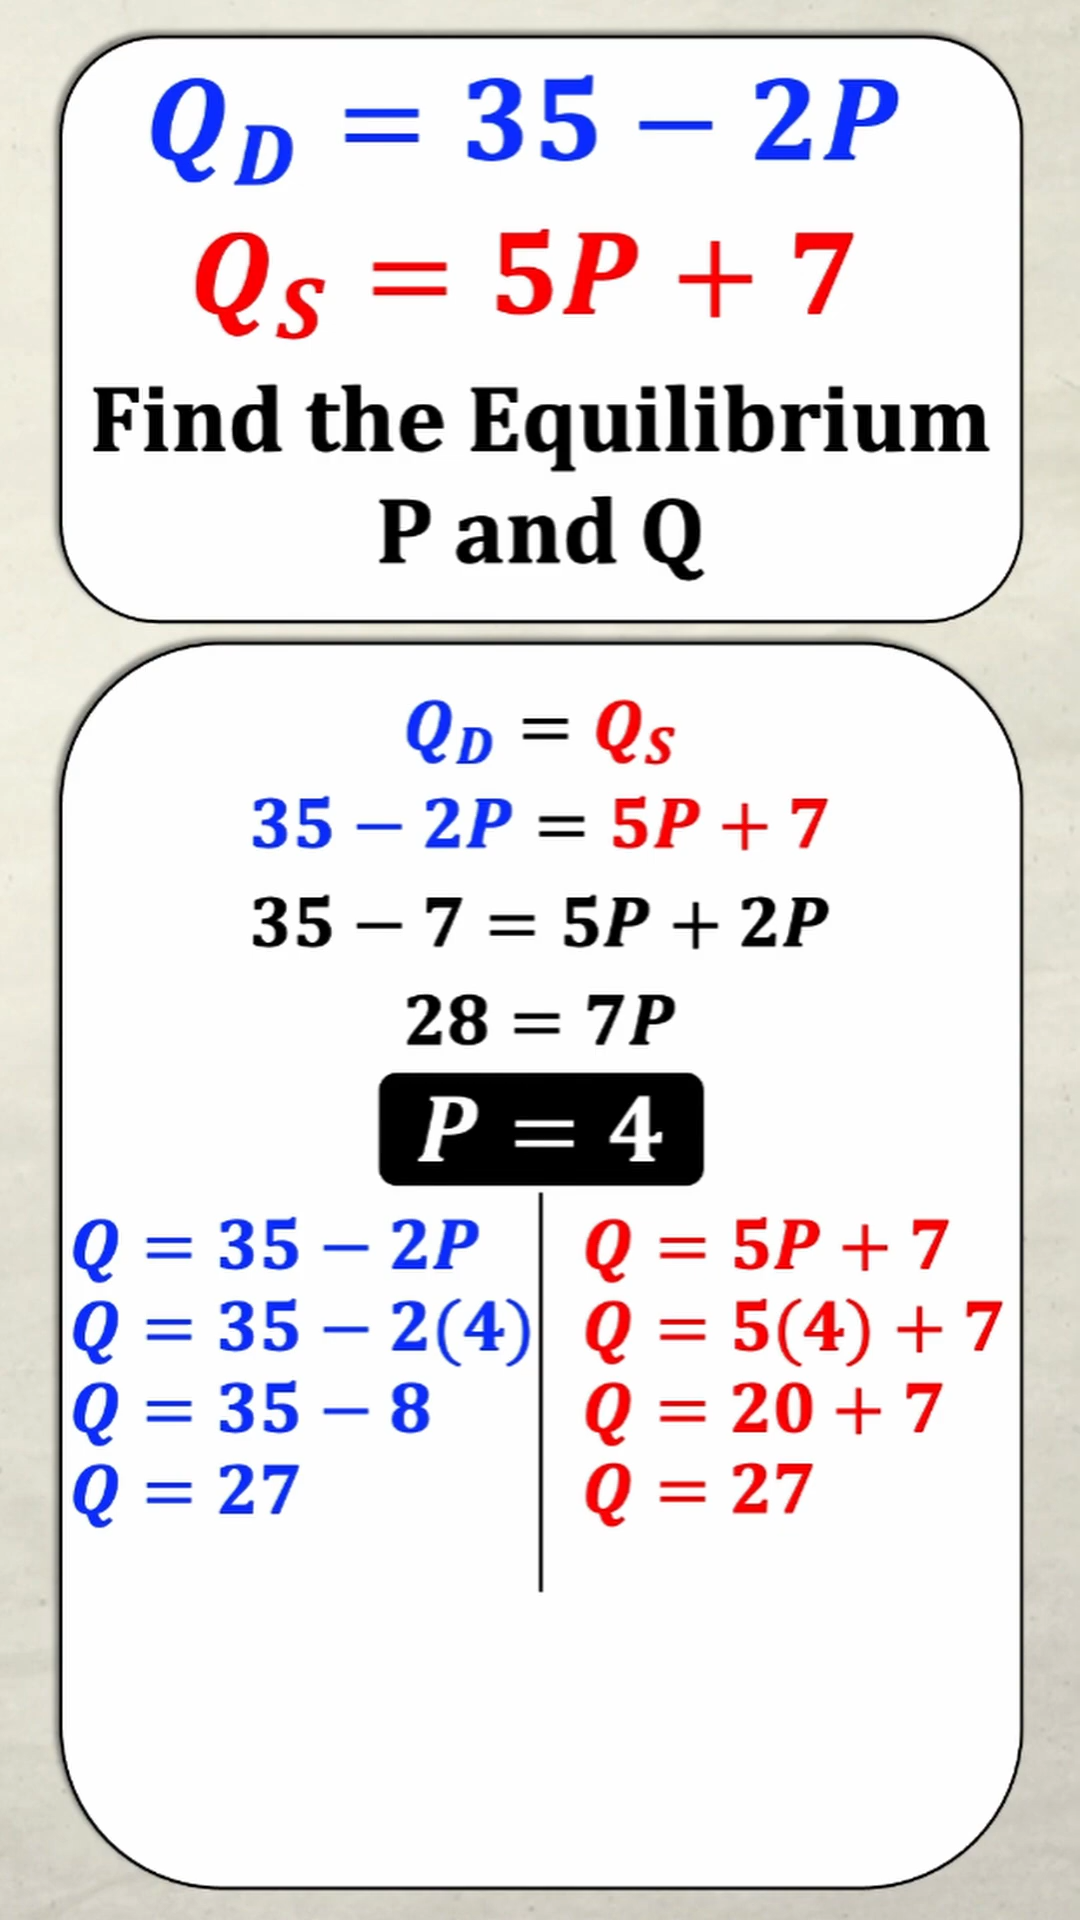 Q_D = 35 − 2P
Q_S = 5P + 7
Find the Equilibrium
P and Q
Q_D = Q_S
35 − 2P = 5P + 7
35 − 7 = 5P + 2P
28 = 7P
P = 4
Q = 35 − 2P
Q = 35 − 2(4)
Q = 35 − 8
Q = 27
Q = 5P + 7
Q = 5(4) + 7
Q = 20 + 7
Q = 27